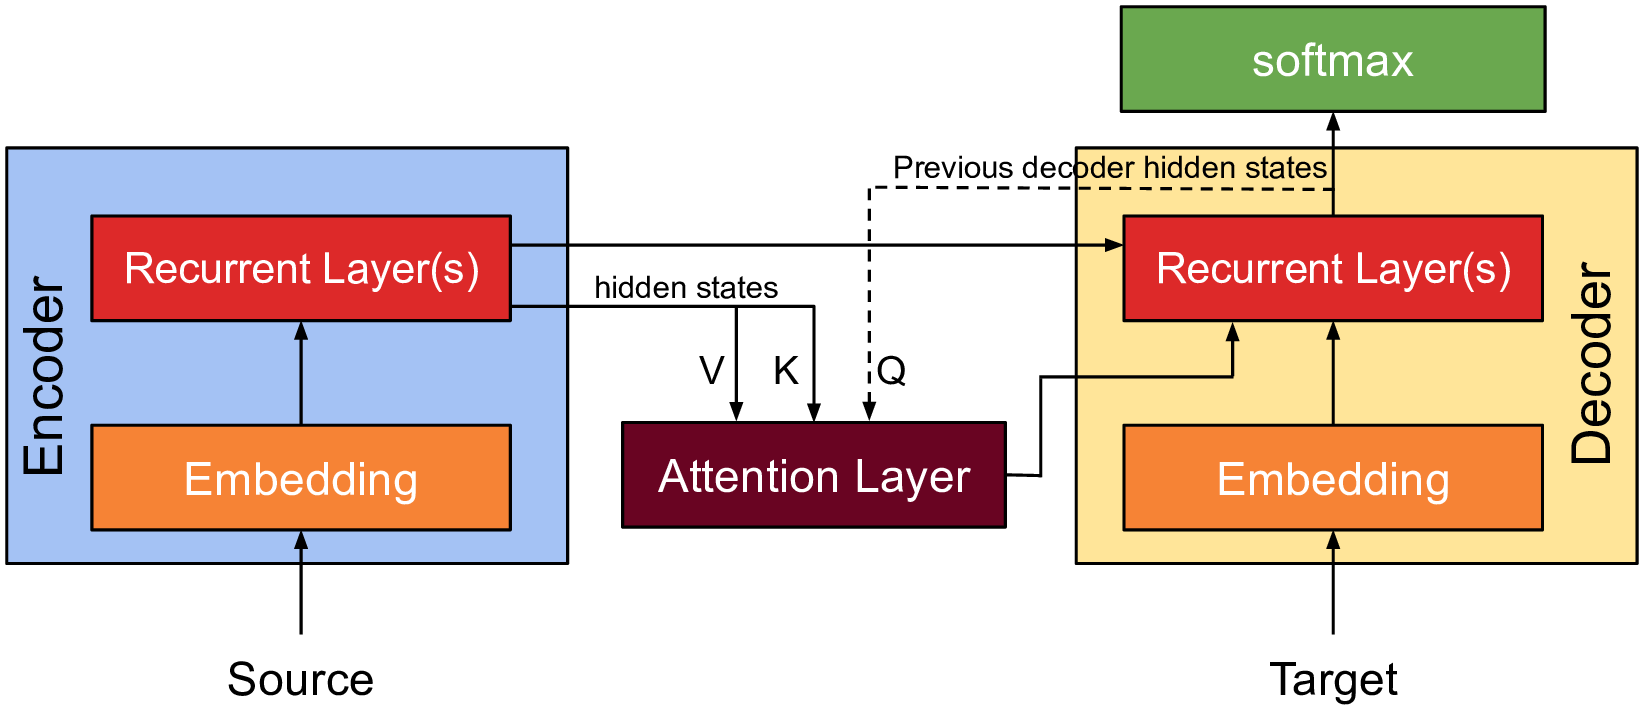 softmax
Previous decoder hidden states
Encoder
Recurrent Layer(s)
hidden states
Recurrent Layer(s)
Decoder
V
K
Q
Embedding
Attention Layer
Embedding
Source
Target